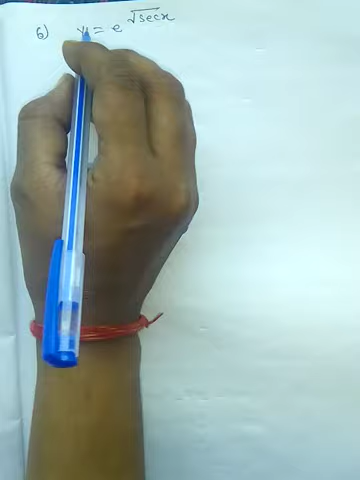 6) y = e^√secx